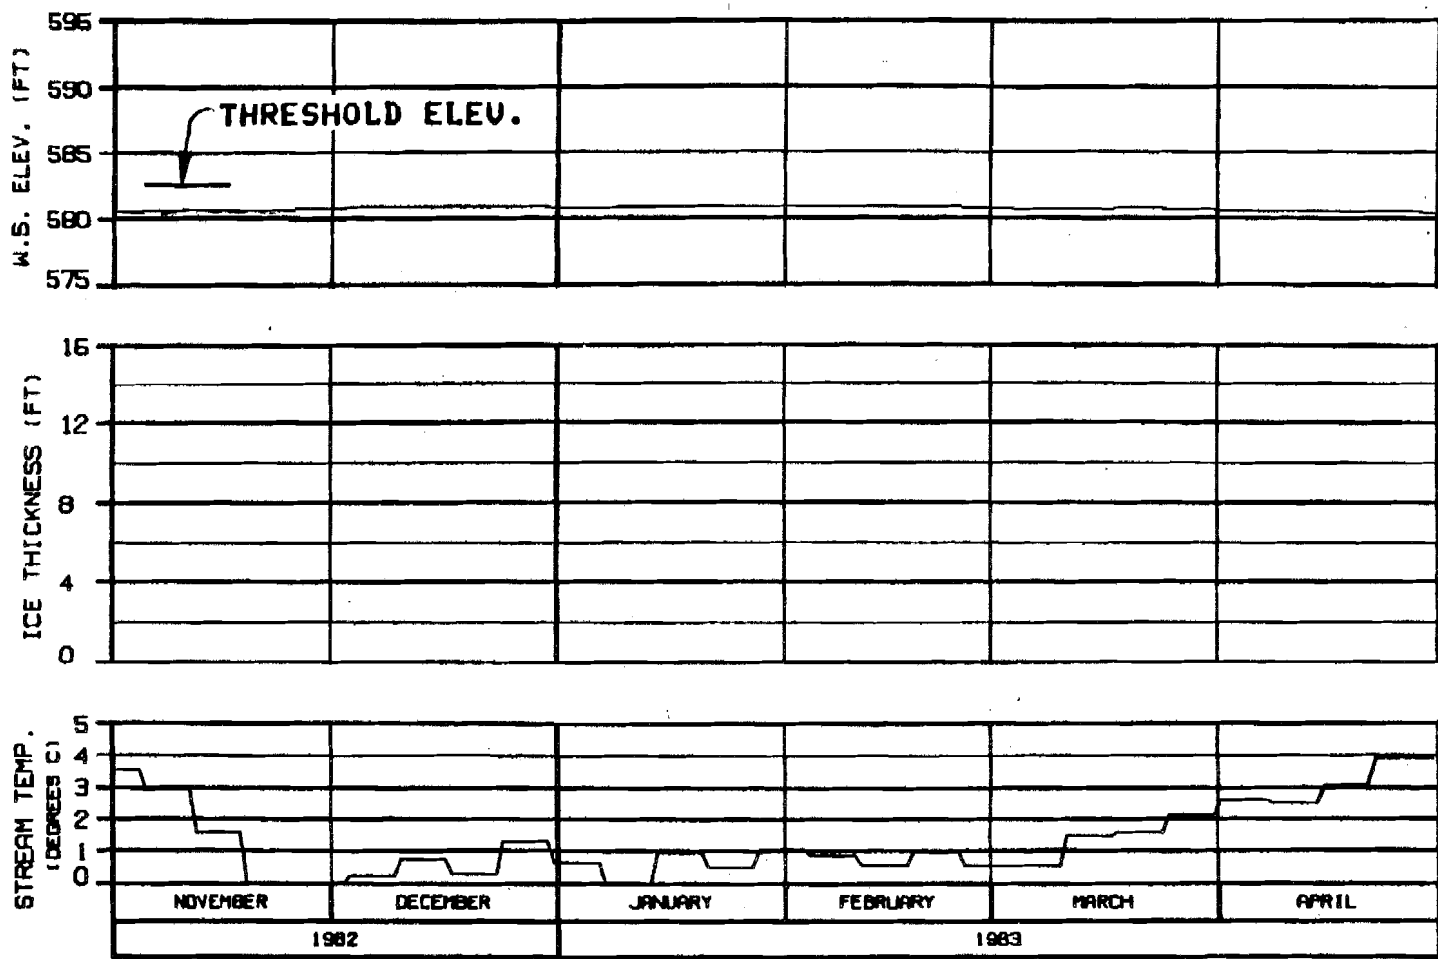 595
590
585
580
575
W.S. ELEV. (FT)
THRESHOLD ELEV.
16
12
8
4
0
ICE THICKNESS (FT)
5
4
3
2
1
0
STREAM TEMP.
(DEGREES C)
NOVEMBER DECEMBER JANUARY FEBRUARY MARCH APRIL
1982 1983